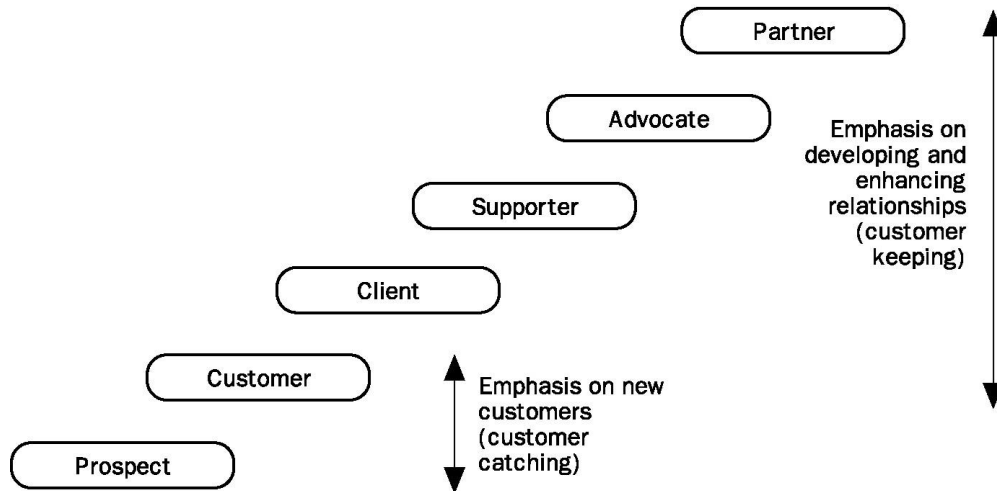 Partner
Advocate
Emphasis on
developing and
enhancing
relationships
(customer
keeping)
Supporter
Client
Customer
Emphasis on new
customers
(customer
catching)
Prospect